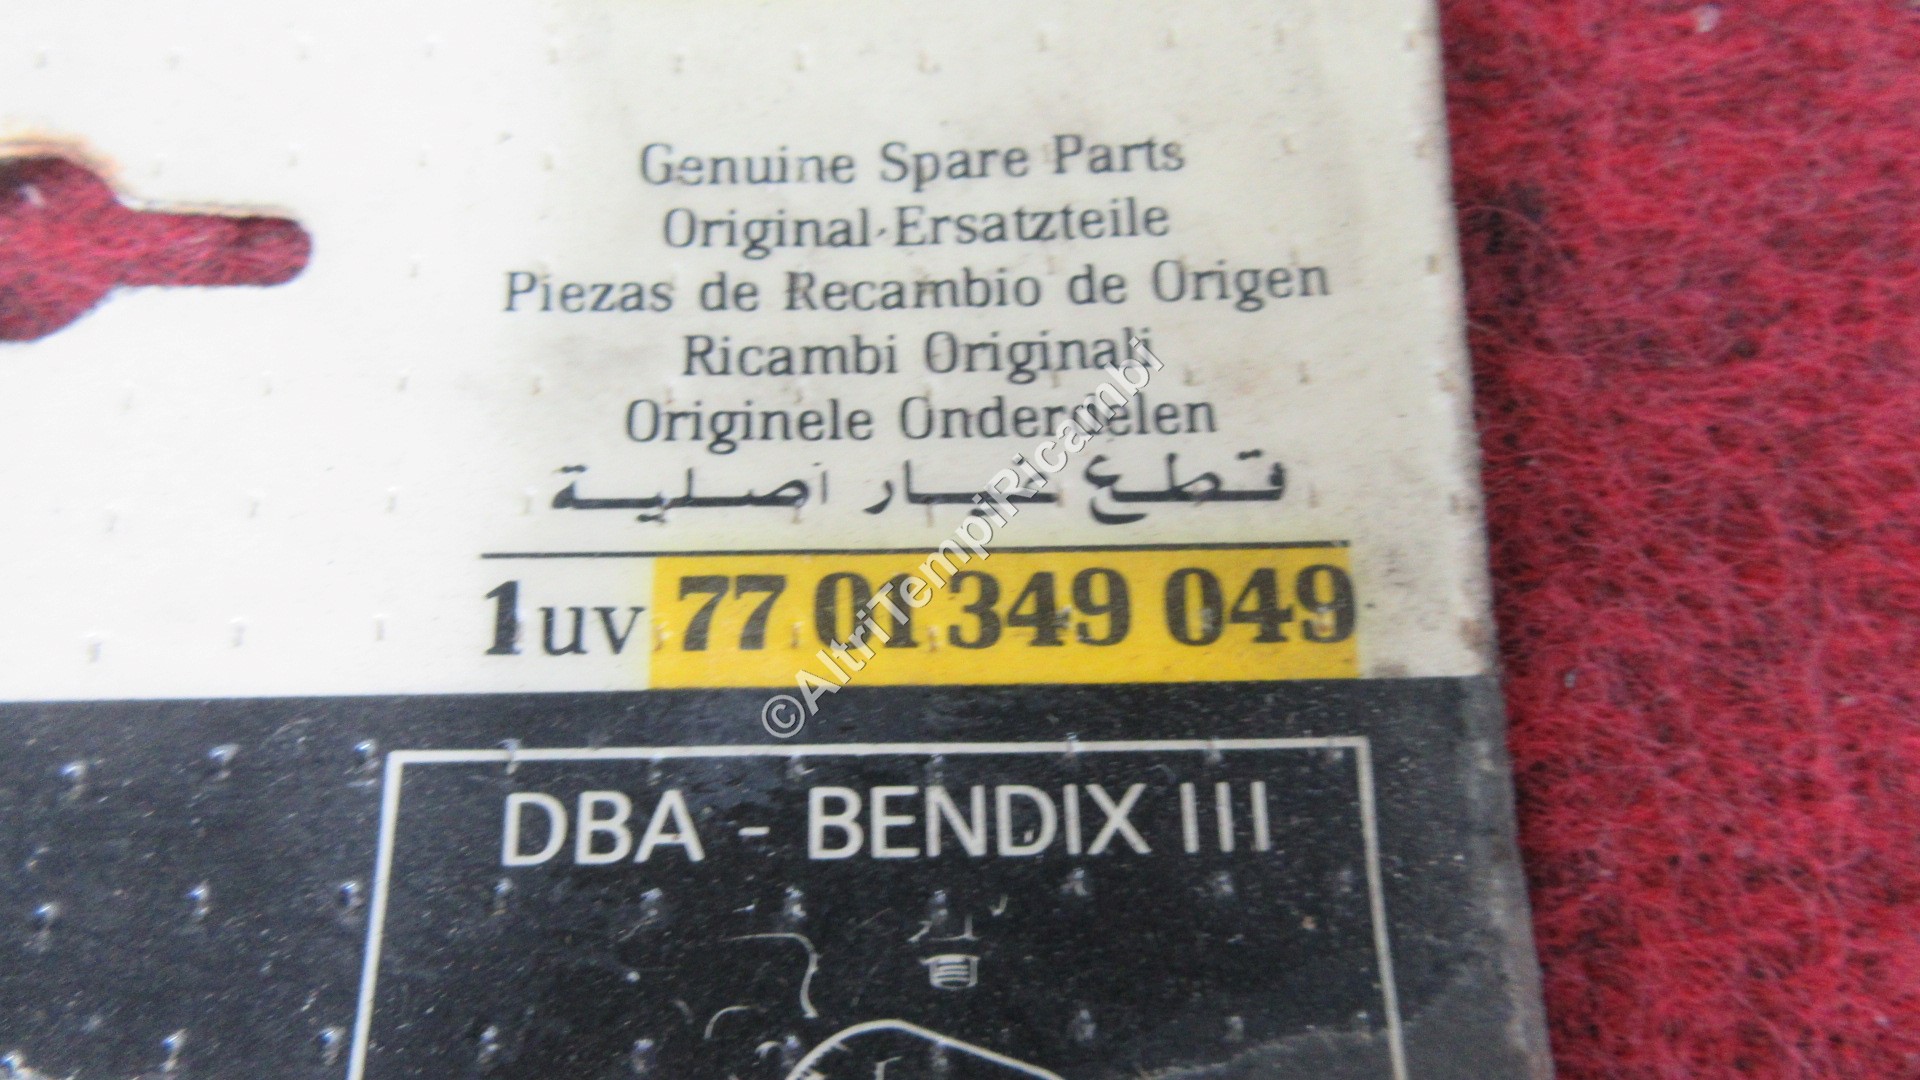 Genuine Spare Parts
Original-Ersatzteile
Piezas de Recambio de Origen
Ricambi Originali
Originele Onderdelen
قطع غيار أصلية
1uv 77 01 349 049
DBA - BENDIX III
©AltriTempiRicambi